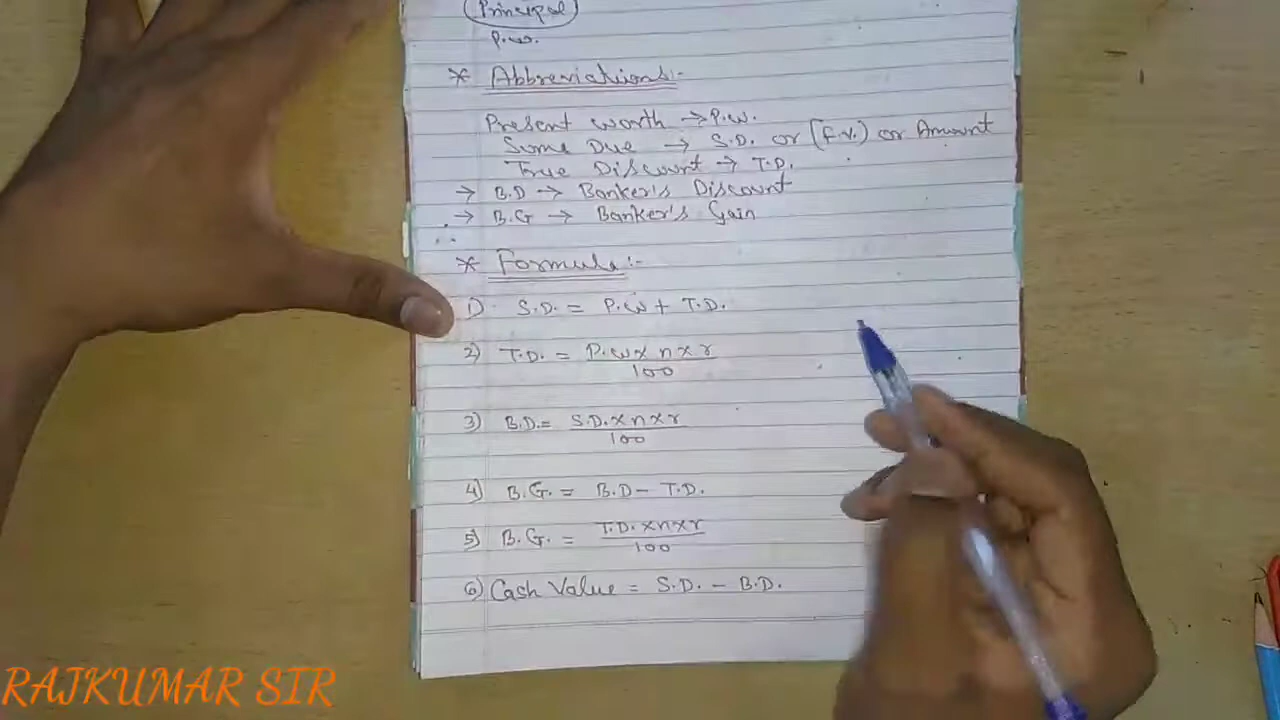 Principal
P.W.
* Abbreviations:-
Present worth → P.W.
Some Due → S.D. or (F.V.) or Amount
True Discount → T.D.
→ B.D → Banker's Discount
→ B.G → Banker's Gain
* Formula:-
1) S.D. = P.W + T.D.
2) T.D. = P.W x n x r
100
3) B.D. = S.D. x n x r
100
4) B.G. = B.D - T.D.
5) B.G. = T.D. x n x r
100
6) Cash Value = S.D. - B.D.
RAJKUMAR SIR